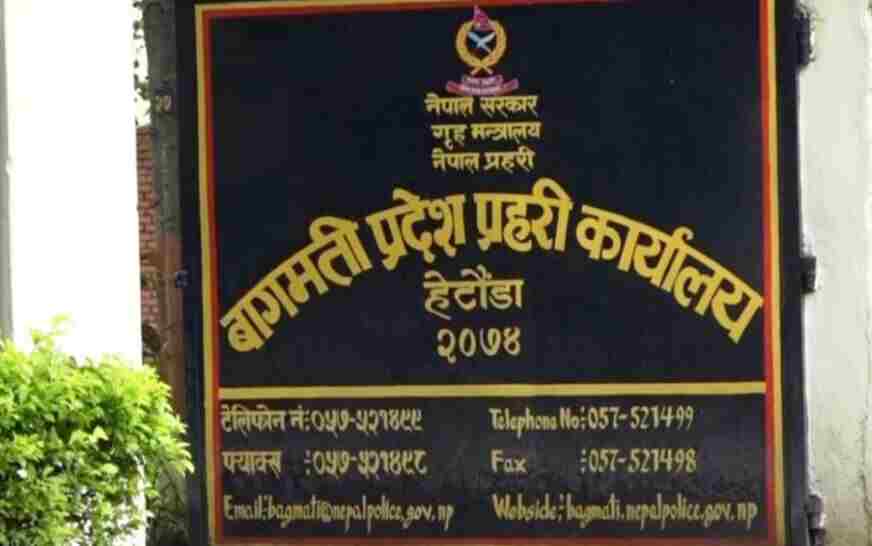 नेपाल सरकार
गृह मन्त्रालय
नेपाल प्रहरी
बागमती प्रदेश प्रहरी कार्यालय
हेटौंडा
२०७४
टेलिफोन नं:०५७-५२१४९९ Telephone No:057-521499
फ्याक्स :०५७-५२१४९८ Fax :057-521498
Email:bagmati@nepalpolice.gov.np Webside:bagmati.nepalpolice.gov.np